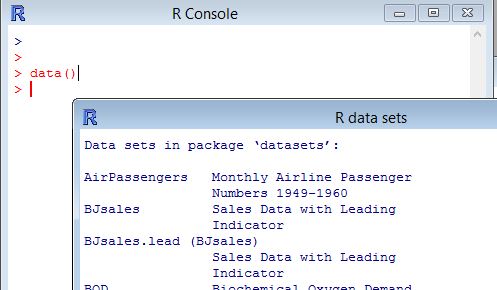 R Console
>
>
> data()
>
R data sets
Data sets in package ‘datasets’:
AirPassengers Monthly Airline Passenger
Numbers 1949-1960
BJsales Sales Data with Leading
Indicator
BJsales.lead (BJsales)
Sales Data with Leading
Indicator
BOD Biochemical Oxygen Demand